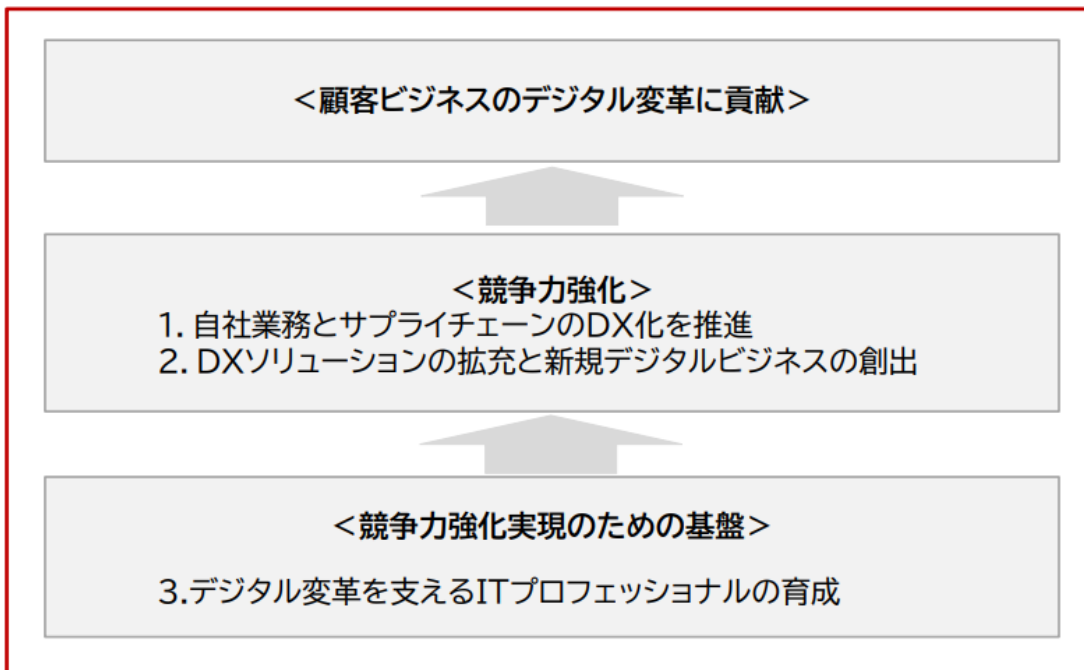 ＜顧客ビジネスのデジタル変革に貢献＞
＜競争力強化＞
1. 自社業務とサプライチェーンのDX化を推進
2. DXソリューションの拡充と新規デジタルビジネスの創出
＜競争力強化実現のための基盤＞
3.デジタル変革を支えるITプロフェッショナルの育成